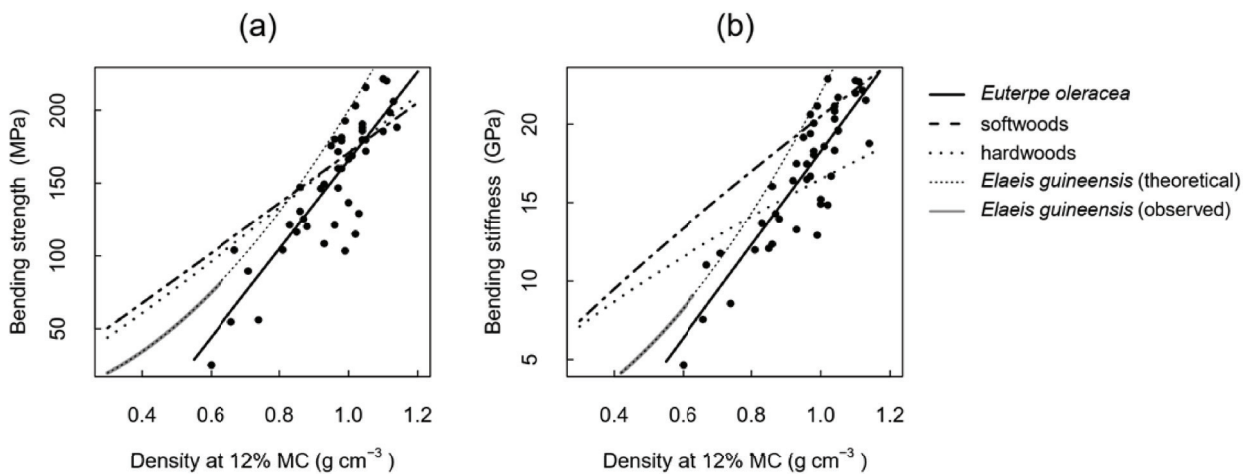 (a)
(b)
Bending strength (MPa)
50
100
150
200
0.4 0.6 0.8 1.0 1.2
Density at 12% MC (g cm⁻³)
Bending stiffness (GPa)
5
10
15
20
0.4 0.6 0.8 1.0 1.2
Density at 12% MC (g cm⁻³)
Euterpe oleracea
softwoods
hardwoods
Elaeis guineensis (theoretical)
Elaeis guineensis (observed)